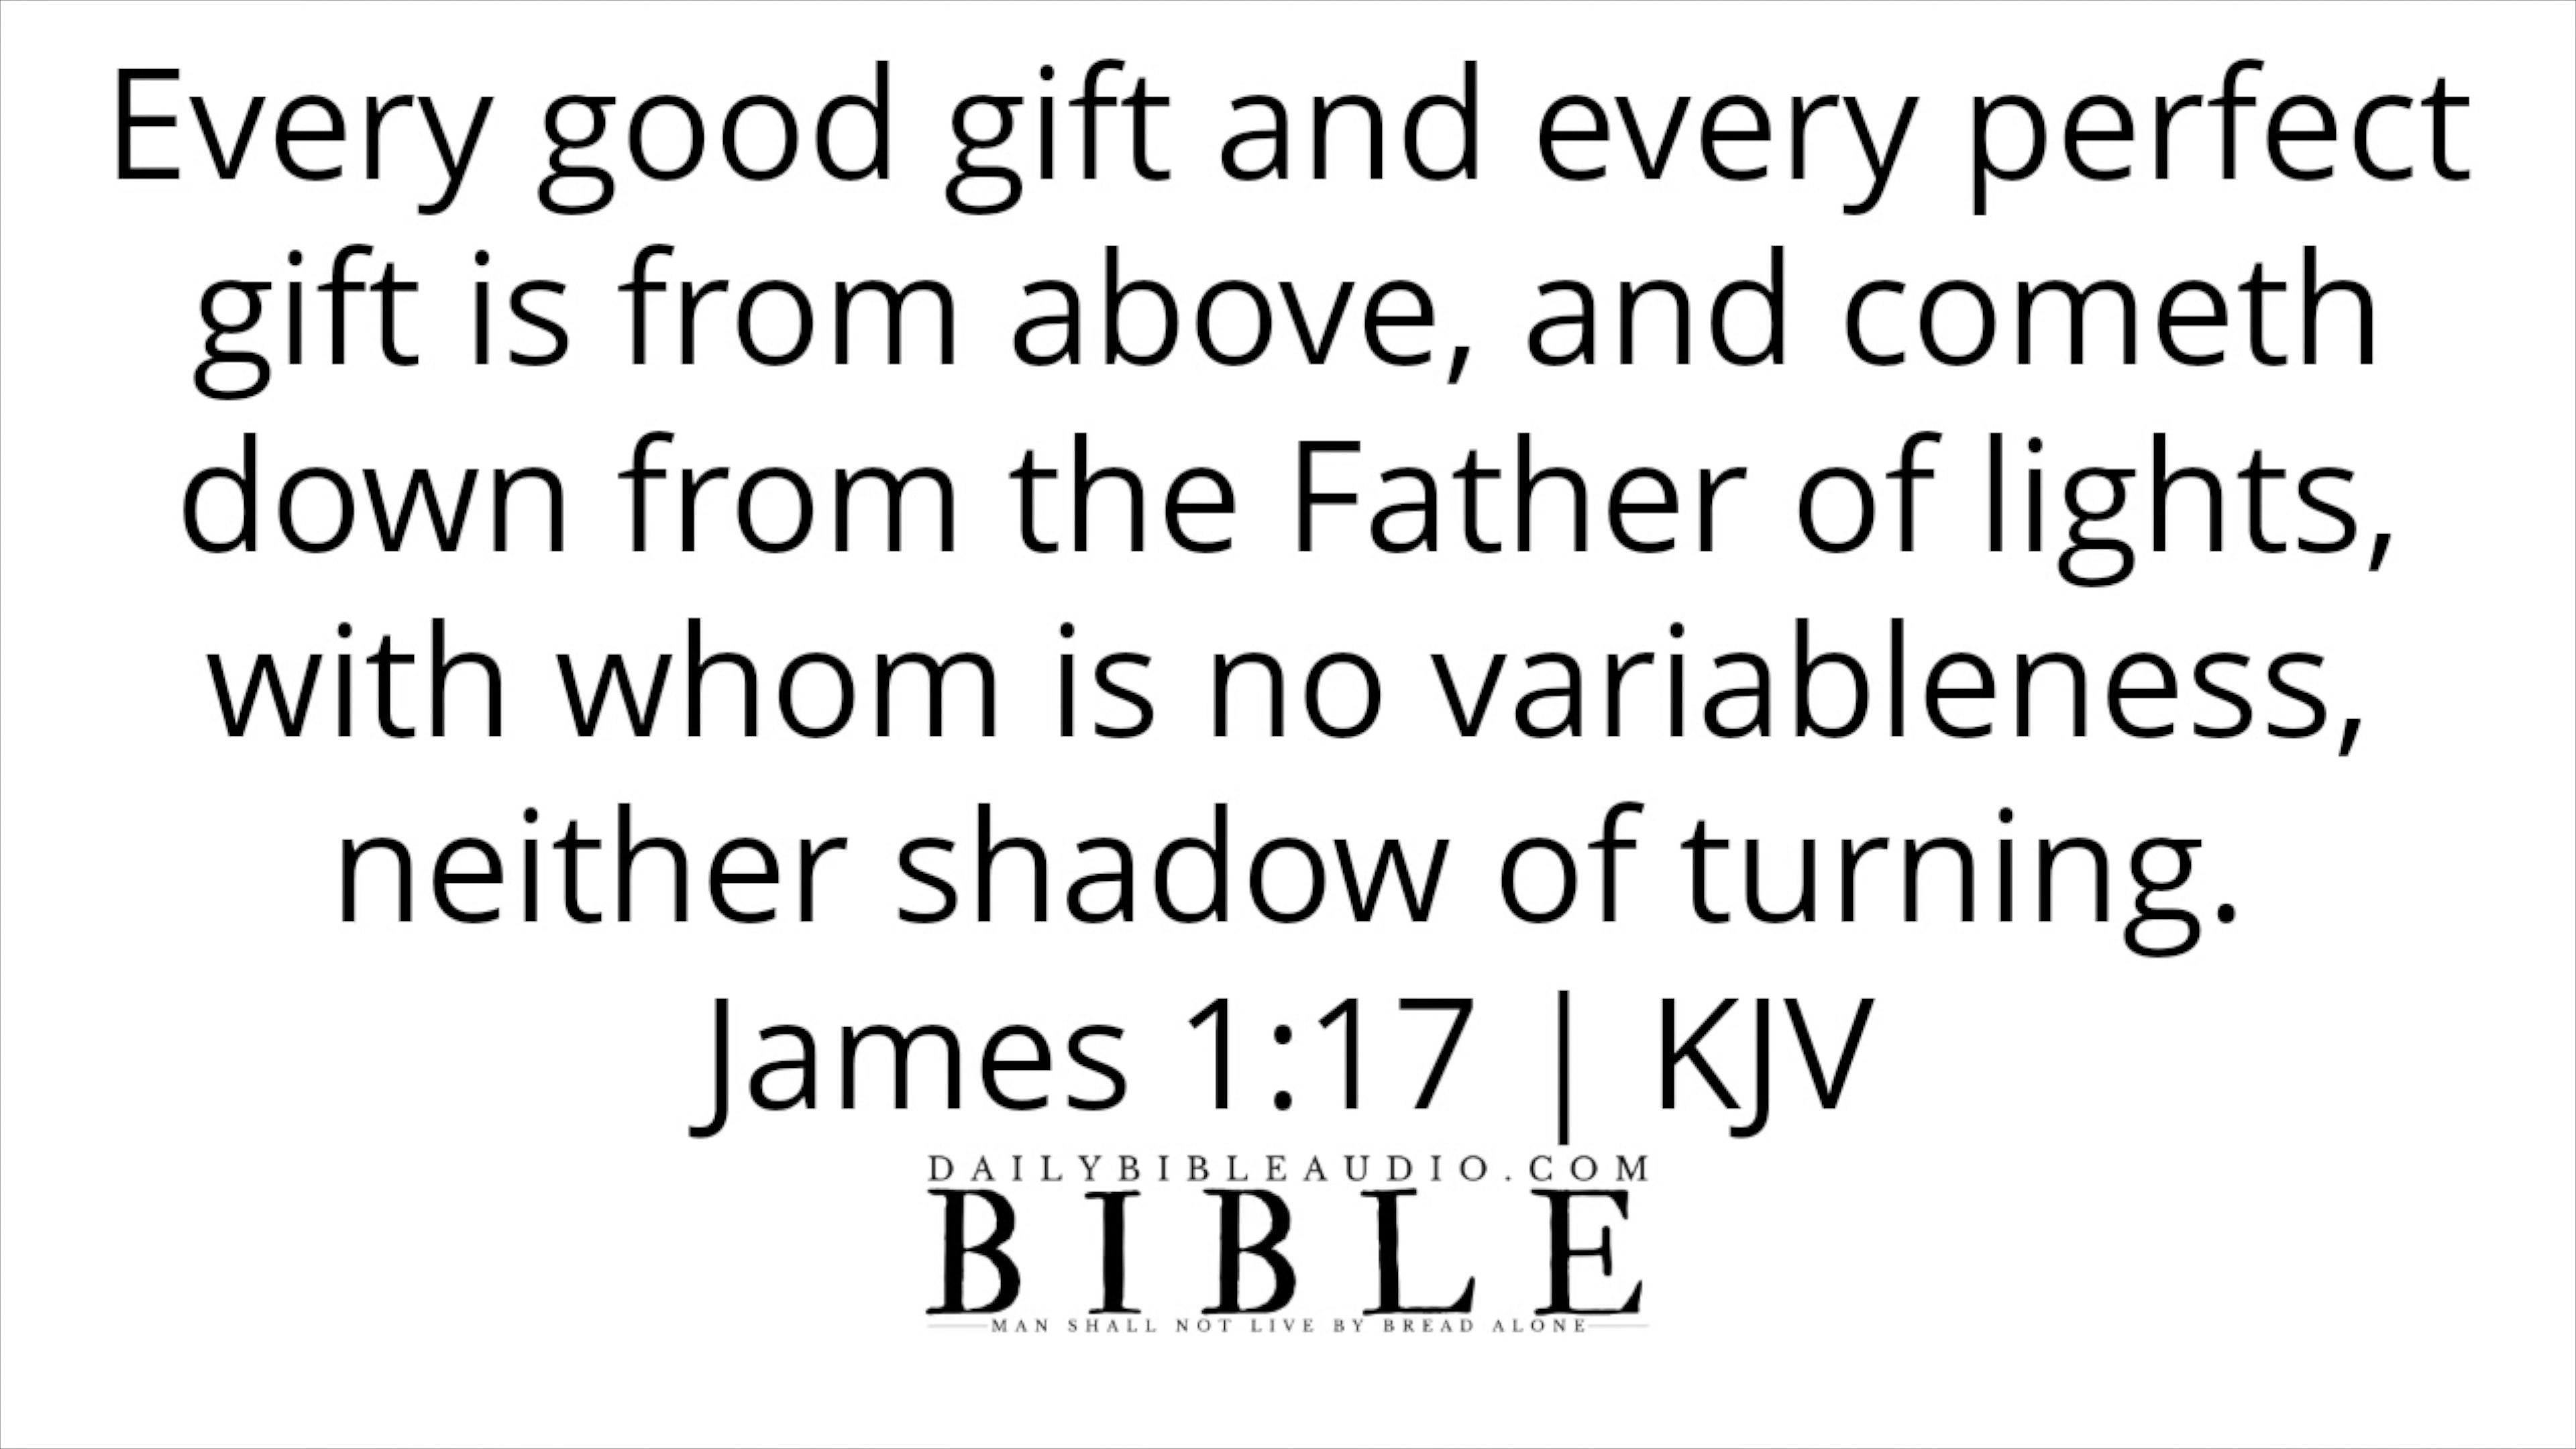 Every good gift and every perfect
gift is from above, and cometh
down from the Father of lights,
with whom is no variableness,
neither shadow of turning.
James 1:17 | KJV
DAILYBIBLEAUDIO.COM
BIBLE
MAN SHALL NOT LIVE BY BREAD ALONE